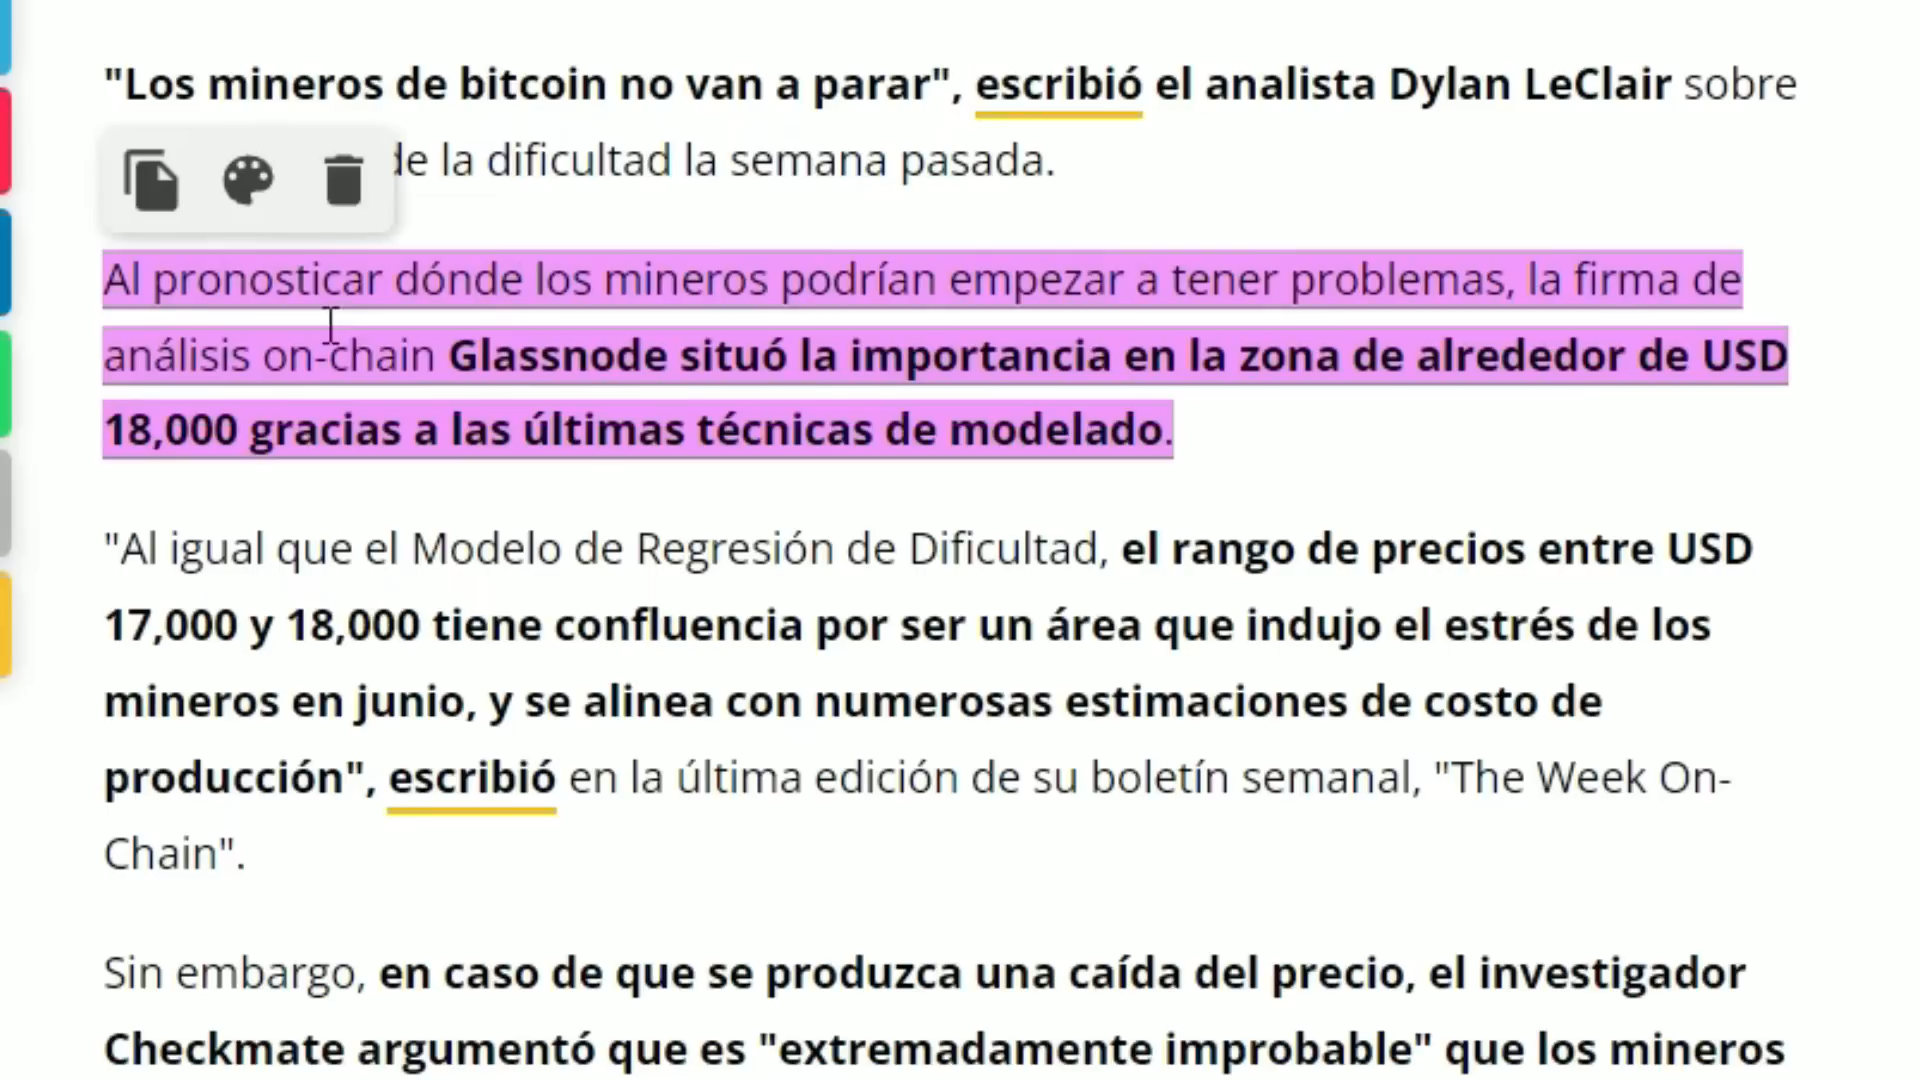 "Los mineros de bitcoin no van a parar", escribió el analista Dylan LeClair sobre
de la dificultad la semana pasada.
Al pronosticar dónde los mineros podrían empezar a tener problemas, la firma de
análisis on-chain Glassnode situó la importancia en la zona de alrededor de USD
18,000 gracias a las últimas técnicas de modelado.
"Al igual que el Modelo de Regresión de Dificultad, el rango de precios entre USD
17,000 y 18,000 tiene confluencia por ser un área que indujo el estrés de los
mineros en junio, y se alinea con numerosas estimaciones de costo de
producción", escribió en la última edición de su boletín semanal, "The Week On-
Chain".
Sin embargo, en caso de que se produzca una caída del precio, el investigador
Checkmate argumentó que es "extremadamente improbable" que los mineros